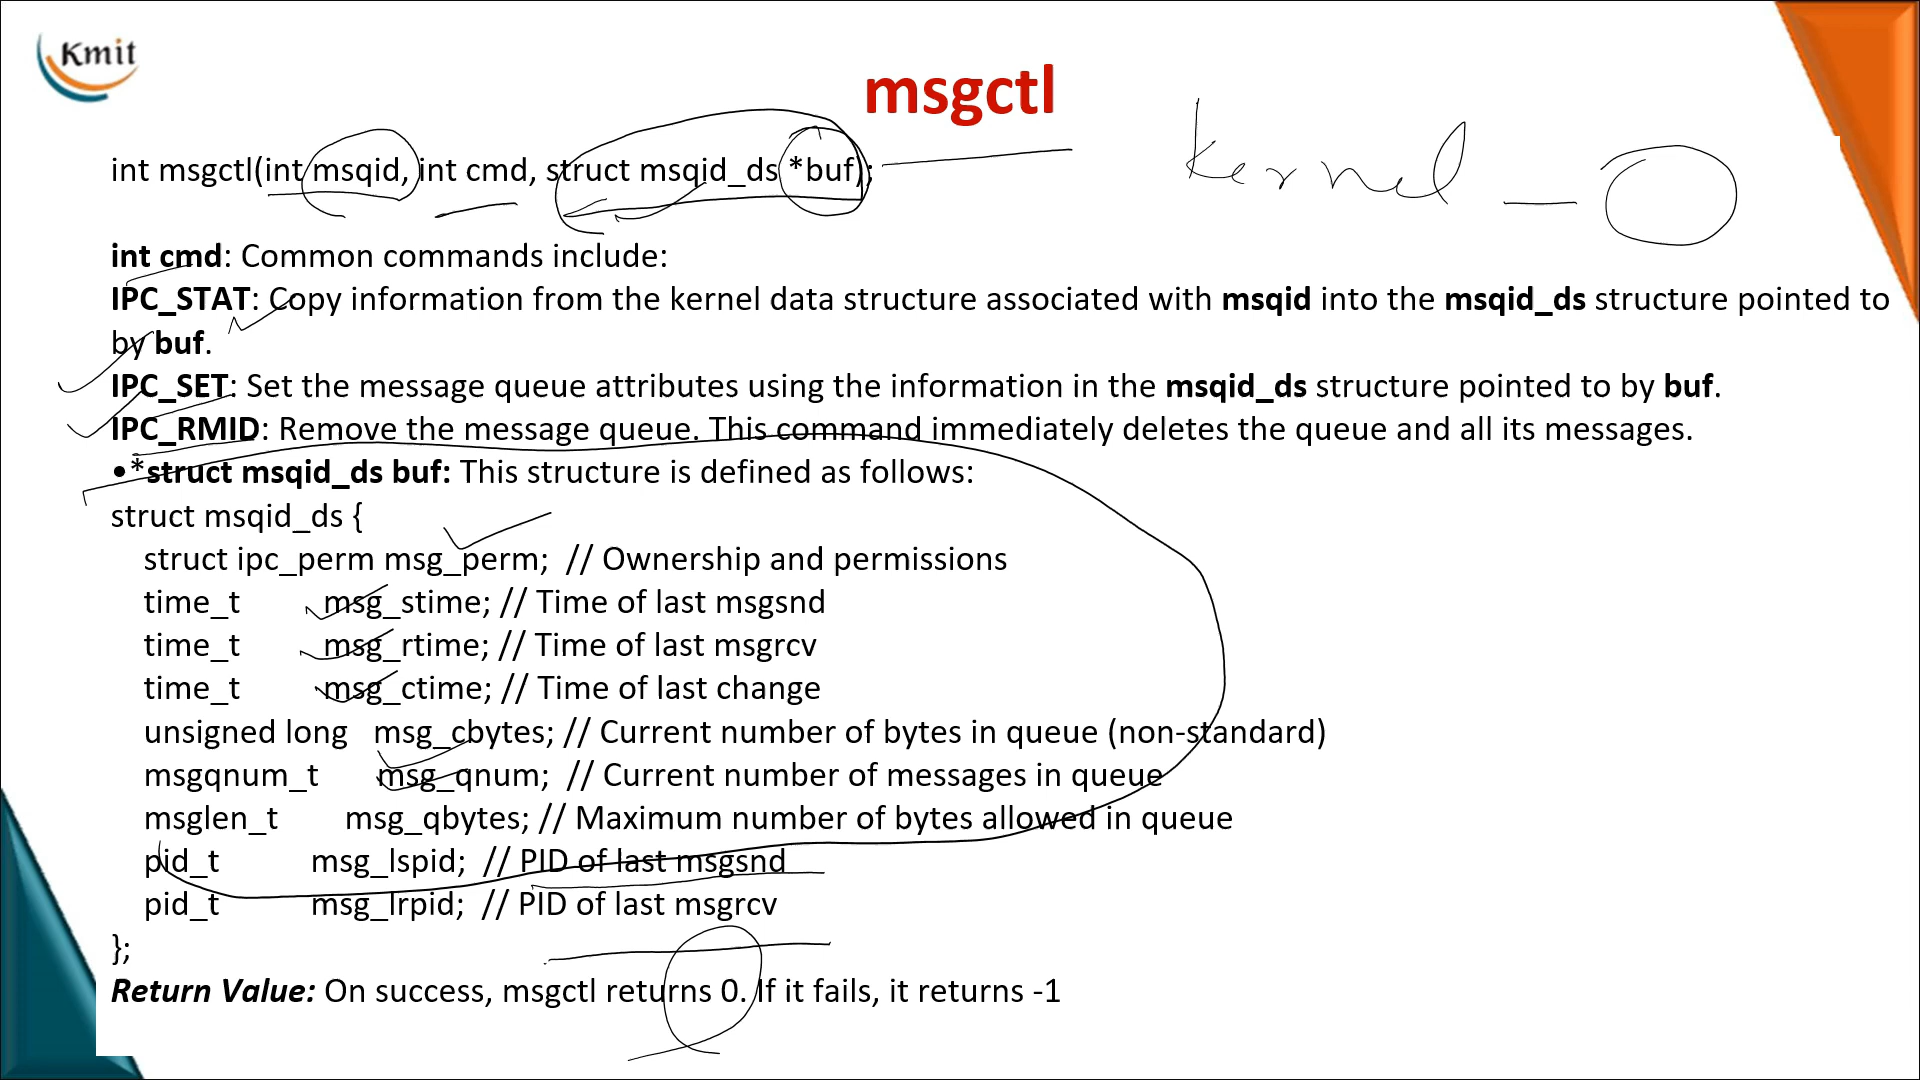 Kmit
msgctl
kernel
int msgctl(int msqid, int cmd, struct msqid_ds *buf);
int cmd: Common commands include:
IPC_STAT: Copy information from the kernel data structure associated with msqid into the msqid_ds structure pointed to
by buf.
IPC_SET: Set the message queue attributes using the information in the msqid_ds structure pointed to by buf.
IPC_RMID: Remove the message queue. This command immediately deletes the queue and all its messages.
•*struct msqid_ds buf: This structure is defined as follows:
struct msqid_ds {
struct ipc_perm msg_perm; // Ownership and permissions
time_t msg_stime; // Time of last msgsnd
time_t msg_rtime; // Time of last msgrcv
time_t msg_ctime; // Time of last change
unsigned long msg_cbytes; // Current number of bytes in queue (non-standard)
msgqnum_t msg_qnum; // Current number of messages in queue
msglen_t msg_qbytes; // Maximum number of bytes allowed in queue
pid_t msg_lspid; // PID of last msgsnd
pid_t msg_lrpid; // PID of last msgrcv
};
Return Value: On success, msgctl returns 0. If it fails, it returns -1